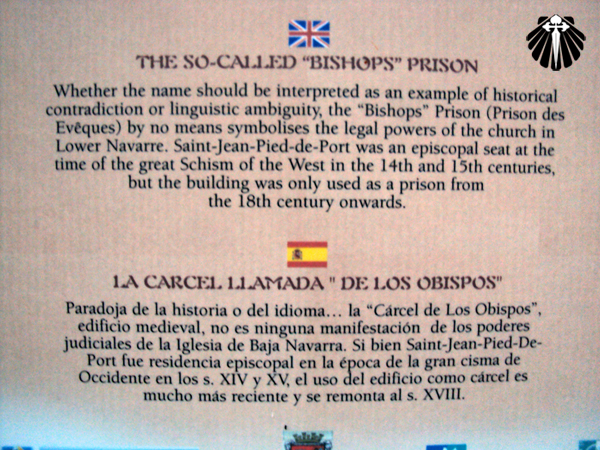 THE SO-CALLED "BISHOPS" PRISON
Whether the name should be interpreted as an example of historical
contradiction or linguistic ambiguity, the "Bishops" Prison (Prison des
Evêques) by no means symbolises the legal powers of the church in
Lower Navarre. Saint-Jean-Pied-de-Port was an episcopal seat at the
time of the great Schism of the West in the 14th and 15th centuries,
but the building was only used as a prison from
the 18th century onwards.
LA CARCEL LLAMADA " DE LOS OBISPOS"
Paradoja de la historia o del idioma... la "Cárcel de Los Obispos",
edificio medieval, no es ninguna manifestación de los poderes
judiciales de la Iglesia de Baja Navarra. Si bien Saint-Jean-Pied-De-
Port fue residencia episcopal en la época de la gran cisma de
Occidente en los s. XIV y XV, el uso del edificio como cárcel es
mucho más reciente y se remonta al s. XVIII.